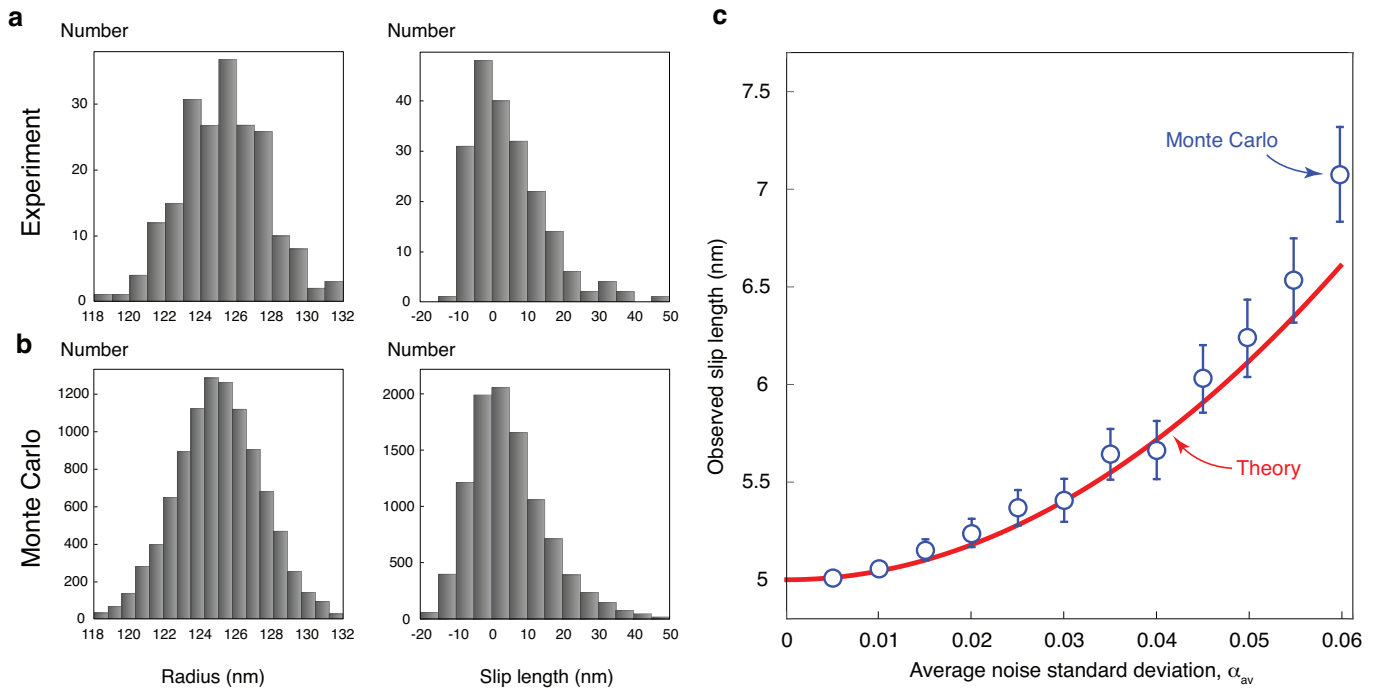 a
Number
Number
Experiment
30
20
10
0
118 120 122 124 126 128 130 132
40
30
20
10
0
-20 -10 0 10 20 30 40 50
b
Number
Number
Monte Carlo
1200
1000
800
600
400
200
0
118 120 122 124 126 128 130 132
Radius (nm)
2000
1500
1000
500
0
-20 -10 0 10 20 30 40 50
Slip length (nm)
c
Observed slip length (nm)
7.5
7
6.5
6
5.5
5
Monte Carlo
Theory
0 0.01 0.02 0.03 0.04 0.05 0.06
Average noise standard deviation, αav